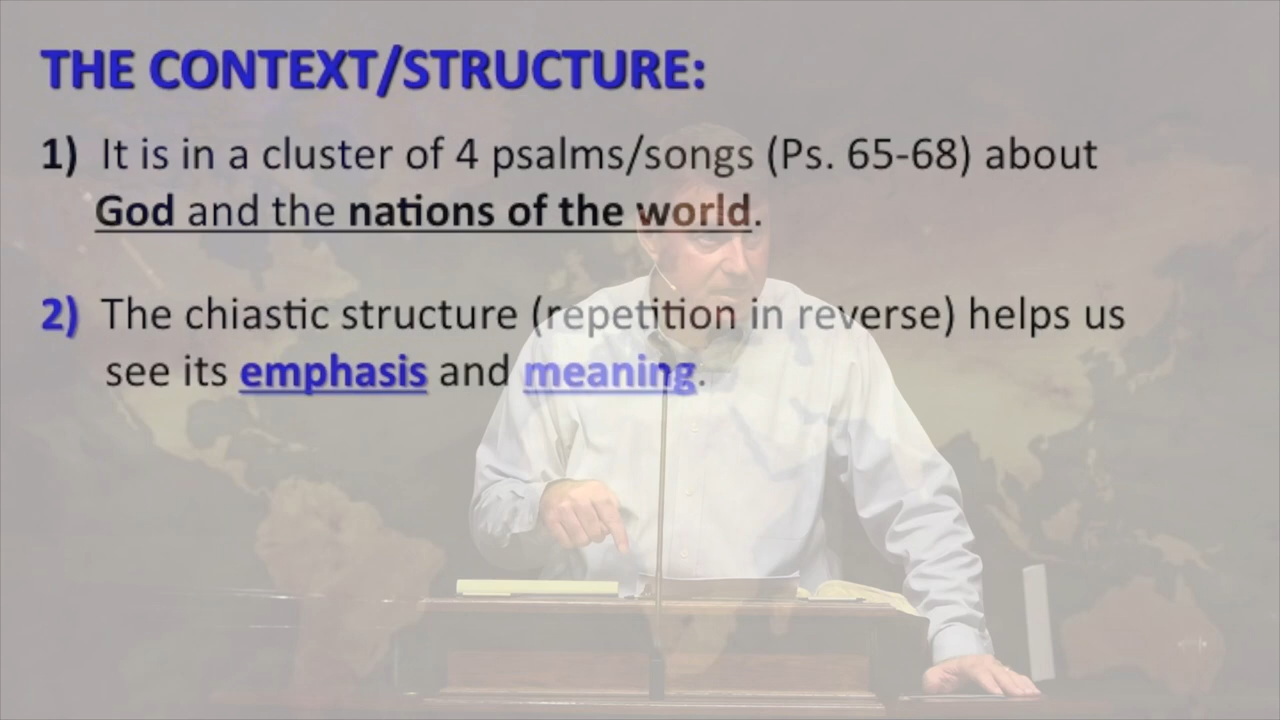 THE CONTEXT/STRUCTURE:
1) It is in a cluster of 4 psalms/songs (Ps. 65-68) about
God and the nations of the world.
2) The chiastic structure (repetition in reverse) helps us
see its emphasis and meaning.